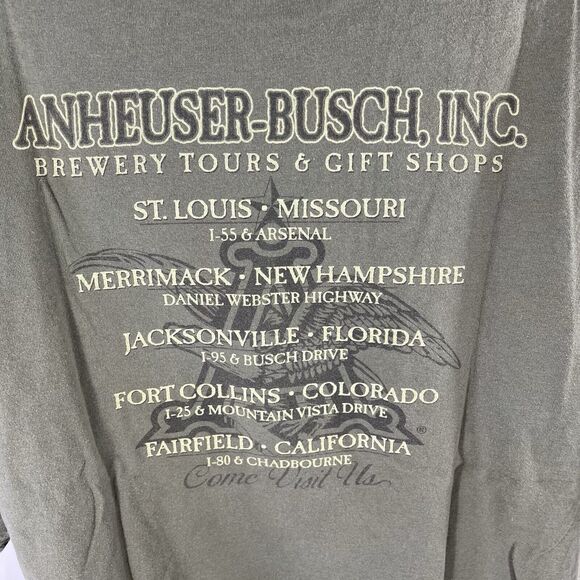 ANHEUSER-BUSCH, INC.
BREWERY TOURS & GIFT SHOPS
ST. LOUIS · MISSOURI
I-55 & ARSENAL
MERRIMACK · NEW HAMPSHIRE
DANIEL WEBSTER HIGHWAY
JACKSONVILLE · FLORIDA
I-95 & BUSCH DRIVE
FORT COLLINS · COLORADO
I-25 & MOUNTAIN VISTA DRIVE
®
FAIRFIELD · CALIFORNIA
I-80 & CHADBOURNE
Come Visit Us